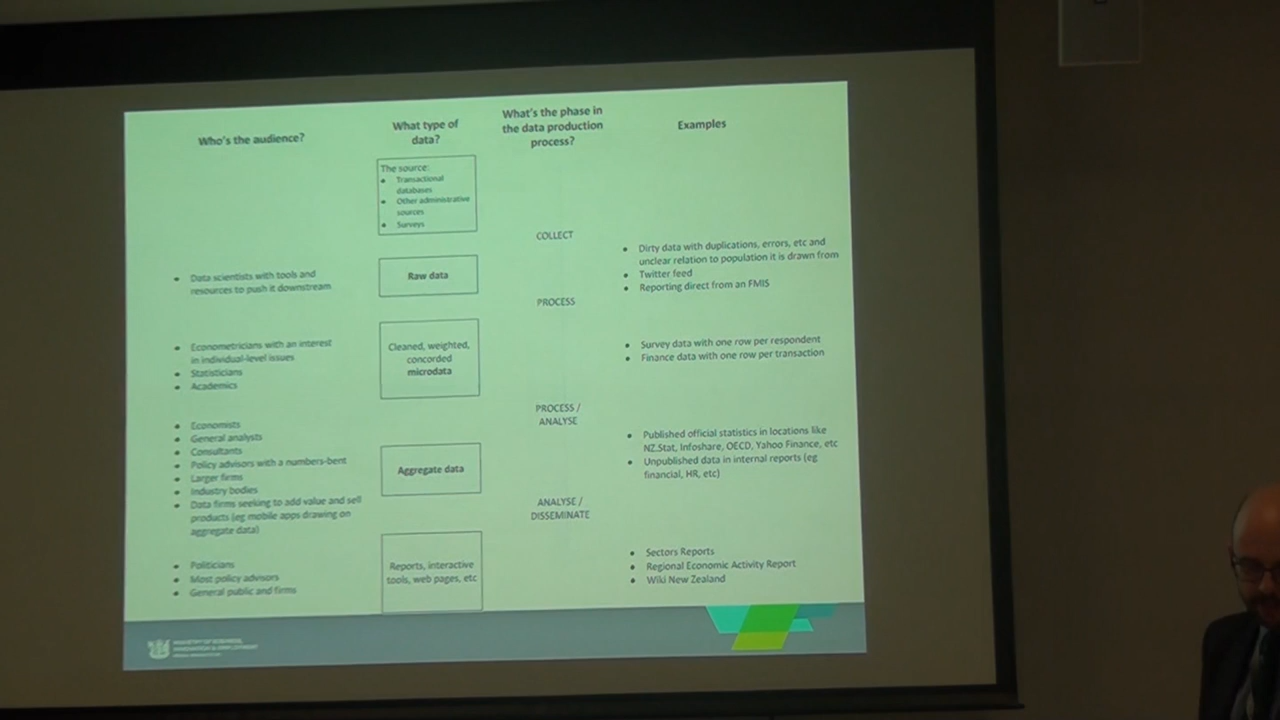 Who's the audience?
What type of
data?
What's the phase in
the data production
process?
Examples
The source:
• Transactional
databases
• Other administrative
sources
• Surveys
COLLECT
• Data scientists with tools and
resources to push it downstream
Raw data
• Dirty data with duplications, errors, etc and
unclear relation to population it is drawn from
• Twitter feed
• Reporting direct from an FMIS
PROCESS
• Econometricians with an interest
in individual-level issues
• Statisticians
• Academics
Cleaned, weighted,
concorded
microdata
• Survey data with one row per respondent
• Finance data with one row per transaction
PROCESS /
ANALYSE
• Economists
• General analysts
• Consultants
• Policy advisors with a numbers-bent
• Larger firms
• Industry bodies
• Data firms seeking to add value and sell
products (eg mobile apps drawing on
aggregate data)
Aggregate data
• Published official statistics in locations like
NZ.Stat, Infoshare, OECD, Yahoo Finance, etc
• Unpublished data in internal reports (eg
financial, HR, etc)
ANALYSE /
DISSEMINATE
• Politicians
• Most policy advisors
• General public and firms
Reports, interactive
tools, web pages, etc
• Sectors Reports
• Regional Economic Activity Report
• Wiki New Zealand
MINISTRY OF BUSINESS,
INNOVATION & EMPLOYMENT